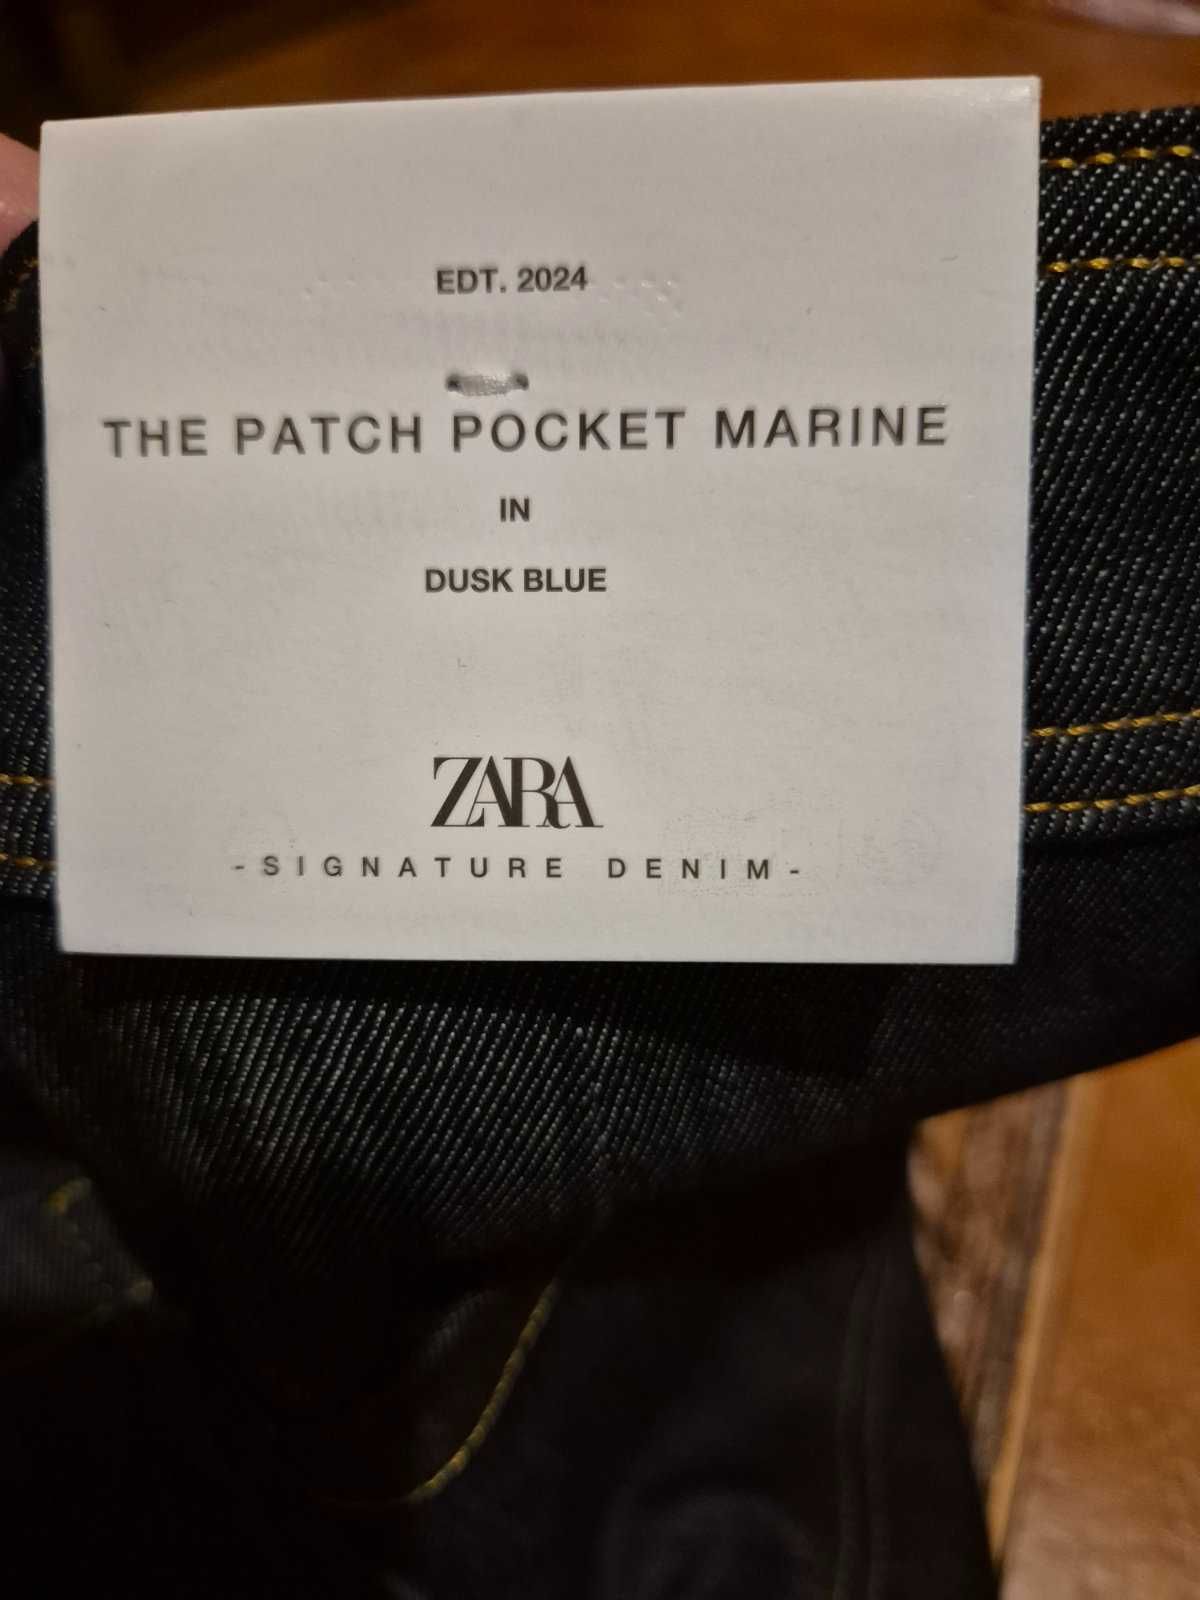 EDT. 2024
THE PATCH POCKET MARINE
IN
DUSK BLUE
ZARA
-SIGNATURE DENIM-